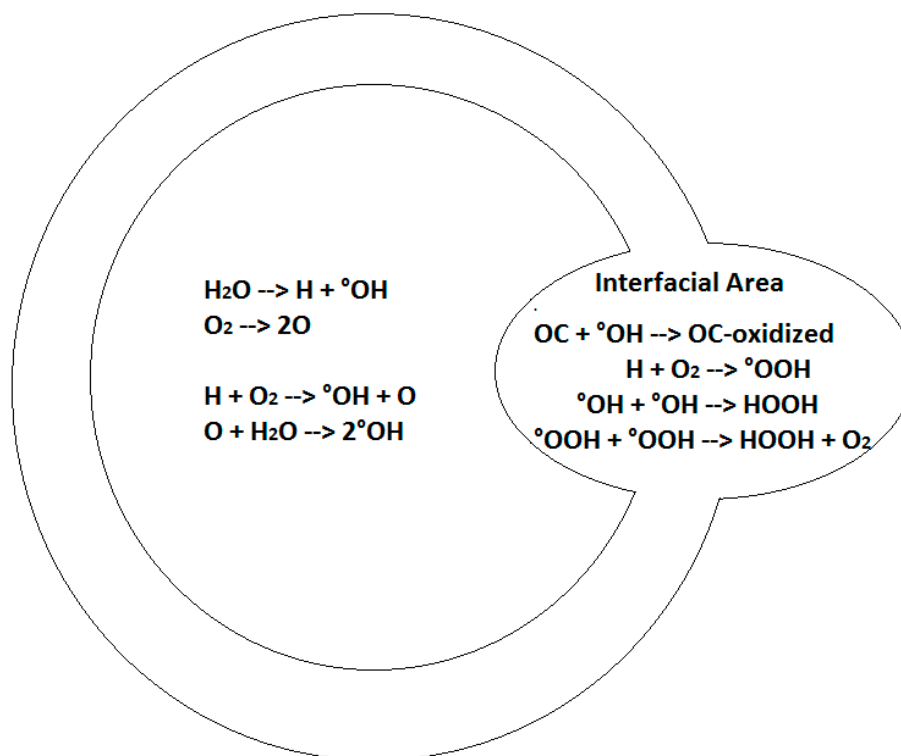 H₂O --> H + °OH
O₂ --> 2O
H + O₂ --> °OH + O
O + H₂O --> 2°OH
Interfacial Area
OC + °OH --> OC-oxidized
H + O₂ --> °OOH
°OH + °OH --> HOOH
°OOH + °OOH --> HOOH + O₂